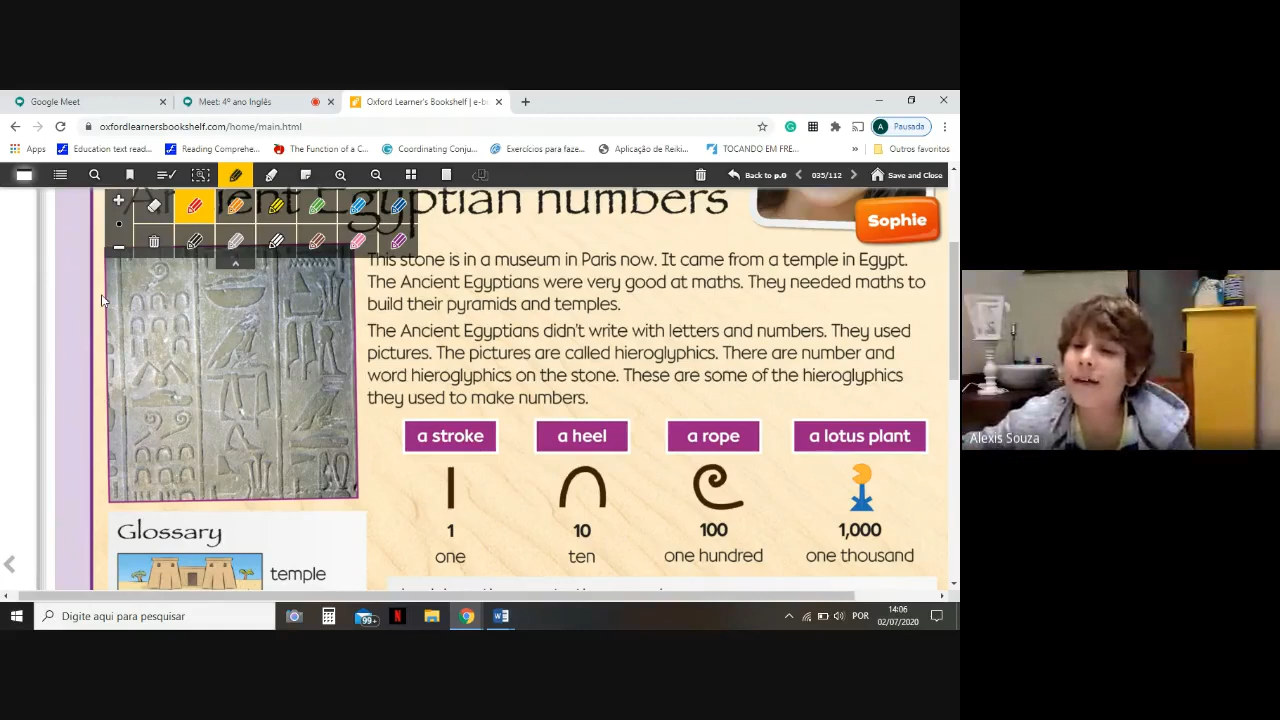 Google Meet
Meet: 4º ano Inglês
Oxford Learner's Bookshelf | e-b
oxfordlearnersbookshelf.com/home/main.html
Pausada
Apps
Education text read...
Reading Comprehe...
The Function of a C...
Coordinating Conju...
Exercícios para faze...
Aplicação de Reiki...
TOCANDO EM FRE...
»
Outros favoritos
Back to p.0
035/112
Save and Close
Ancient Egyptian numbers
Sophie
This stone is in a museum in Paris now. It came from a temple in Egypt.
The Ancient Egyptians were very good at maths. They needed maths to
build their pyramids and temples.
The Ancient Egyptians didn't write with letters and numbers. They used
pictures. The pictures are called hieroglyphics. There are number and
word hieroglyphics on the stone. These are some of the hieroglyphics
they used to make numbers.
a stroke
a heel
a rope
a lotus plant
1
10
100
1,000
one
ten
one hundred
one thousand
Glossary
temple
Alexis Souza
Digite aqui para pesquisar
99+
POR
14:06
02/07/2020